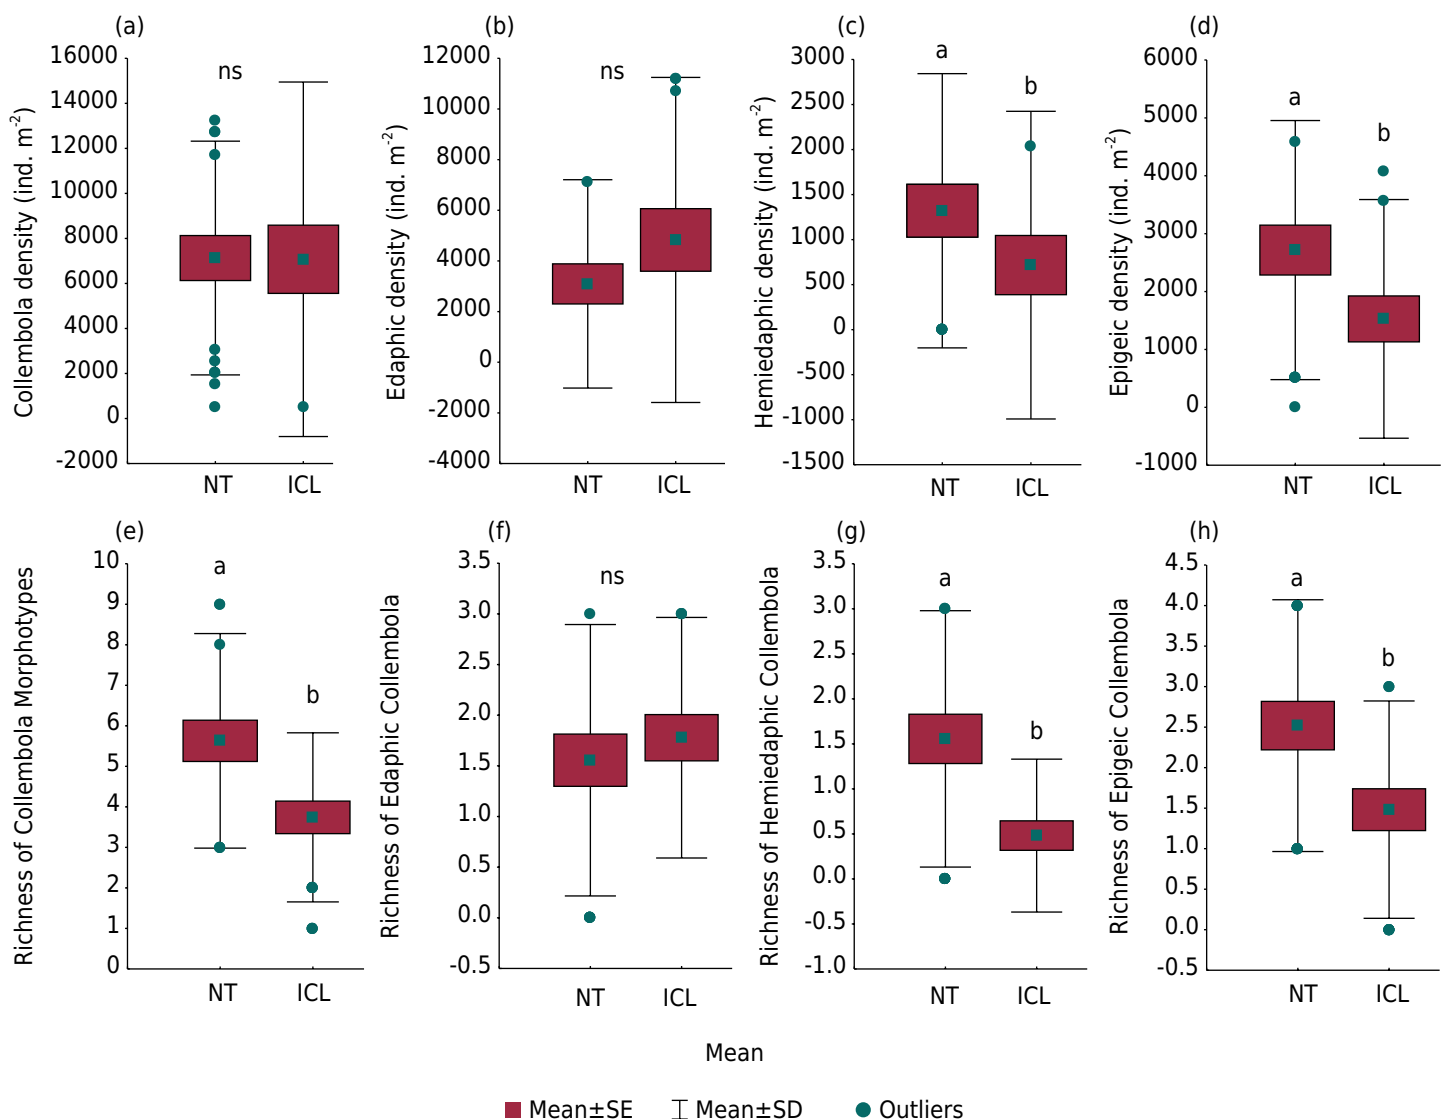 (a)
Collembola density (ind. m⁻²)
16000
14000
12000
10000
8000
6000
4000
2000
0
-2000
ns
NT ICL
(b)
Edaphic density (ind. m⁻²)
12000
10000
8000
6000
4000
2000
0
-2000
-4000
ns
NT ICL
(c)
Hemiedaphic density (ind. m⁻²)
3000
2500
2000
1500
1000
500
0
-500
-1000
-1500
a
b
NT ICL
(d)
Epigeic density (ind. m⁻²)
6000
5000
4000
3000
2000
1000
0
-1000
a
b
NT ICL
(e)
Richness of Collembola Morphotypes
10
9
8
7
6
5
4
3
2
1
0
a
b
NT ICL
(f)
Richness of Edaphic Collembola
3.5
3.0
2.5
2.0
1.5
1.0
0.5
0.0
-0.5
ns
NT ICL
(g)
Richness of Hemiedaphic Collembola
3.5
3.0
2.5
2.0
1.5
1.0
0.5
0.0
-0.5
-1.0
a
b
NT ICL
(h)
Richness of Epigeic Collembola
4.5
4.0
3.5
3.0
2.5
2.0
1.5
1.0
0.5
0.0
-0.5
a
b
NT ICL
Mean
Mean±SE Mean±SD Outliers